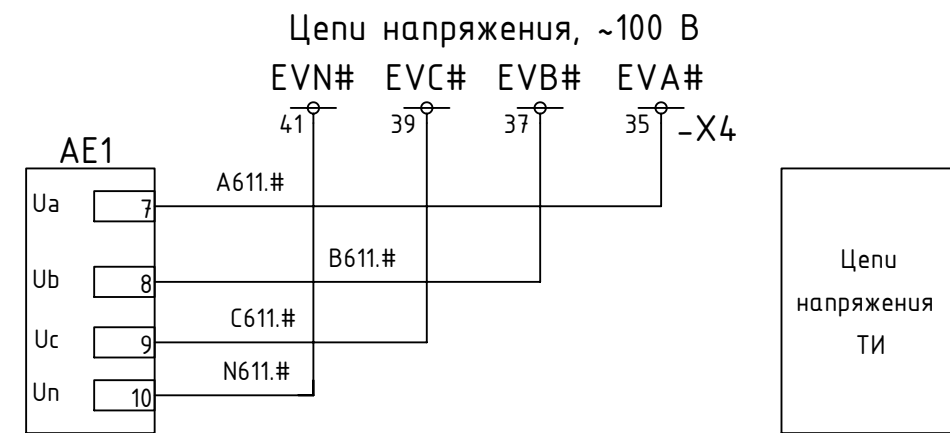 Цепи напряжения, ~100 В
EVN# EVC# EVB# EVA#
41 39 37 35 -X4
AE1
A611.#
Ua 7
B611.#
Ub 8
C611.#
Uc 9
N611.#
Un 10
Цепи
напряжения
ТИ